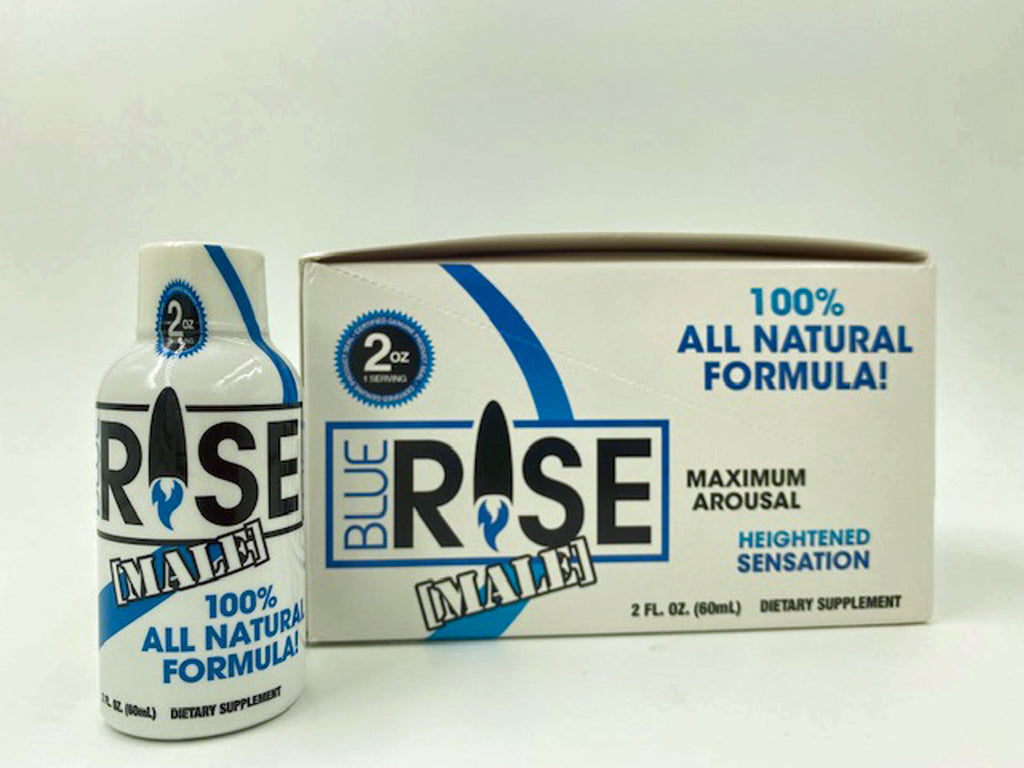 2oz
RISE
[MALE]
100%
ALL NATURAL
FORMULA!
FL. OZ. (60mL) DIETARY SUPPLEMENT
2oz
1 SERVING
BLUE
RISE
[MALE]
100%
ALL NATURAL
FORMULA!
MAXIMUM
AROUSAL
HEIGHTENED
SENSATION
2 FL. OZ. (60mL) DIETARY SUPPLEMENT